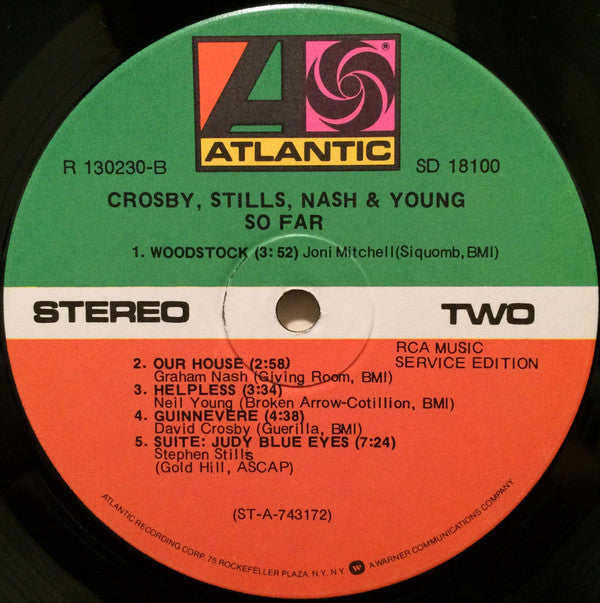 ATLANTIC
®
R 130230-B
SD 18100
CROSBY, STILLS, NASH & YOUNG
SO FAR
1. WOODSTOCK (3:52) Joni Mitchell(Siquomb, BMI)
STEREO
TWO
RCA MUSIC
SERVICE EDITION
2. OUR HOUSE (2:58)
Graham Nash (Giving Room, BMI)
3. HELPLESS (3:34)
Neil Young (Broken Arrow-Cotillion, BMI)
4. GUINNEVERE (4:38)
David Crosby (Guerilla, BMI)
5. SUITE: JUDY BLUE EYES (7:24)
Stephen Stills
(Gold Hill, ASCAP)
(ST-A-743172)
ATLANTIC RECORDING CORP. 75 ROCKEFELLER PLAZA, N.Y. N.Y. W A WARNER COMMUNICATIONS COMPANY